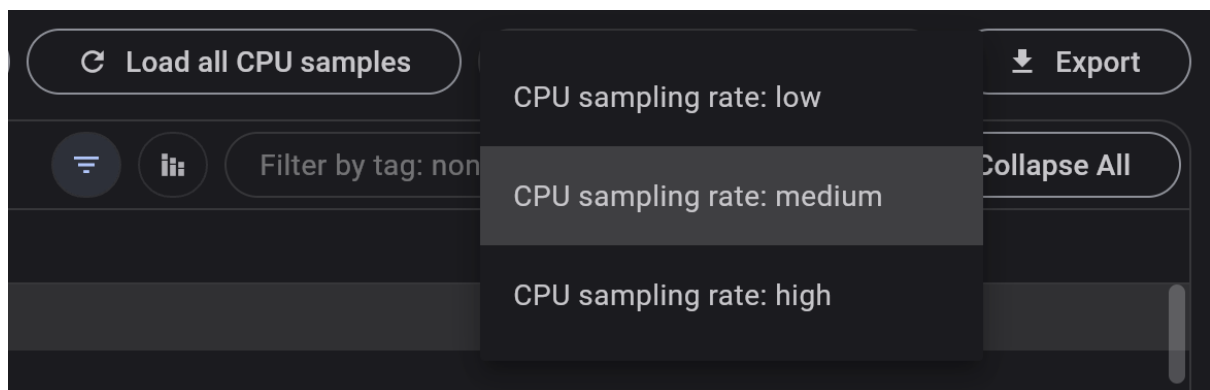 Load all CPU samples
Export
CPU sampling rate: low
Filter by tag: non
Collapse All
CPU sampling rate: medium
CPU sampling rate: high